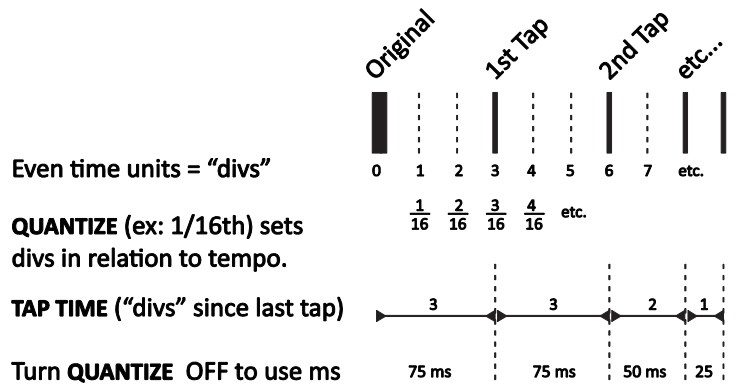 Original 1st Tap 2nd Tap etc...
Even time units = “divs” 0 1 2 3 4 5 6 7 etc.
1/16 2/16 3/16 4/16 etc.
QUANTIZE (ex: 1/16th) sets
divs in relation to tempo.
TAP TIME (“divs” since last tap) 3 3 2 1
Turn QUANTIZE OFF to use ms 75 ms 75 ms 50 ms 25